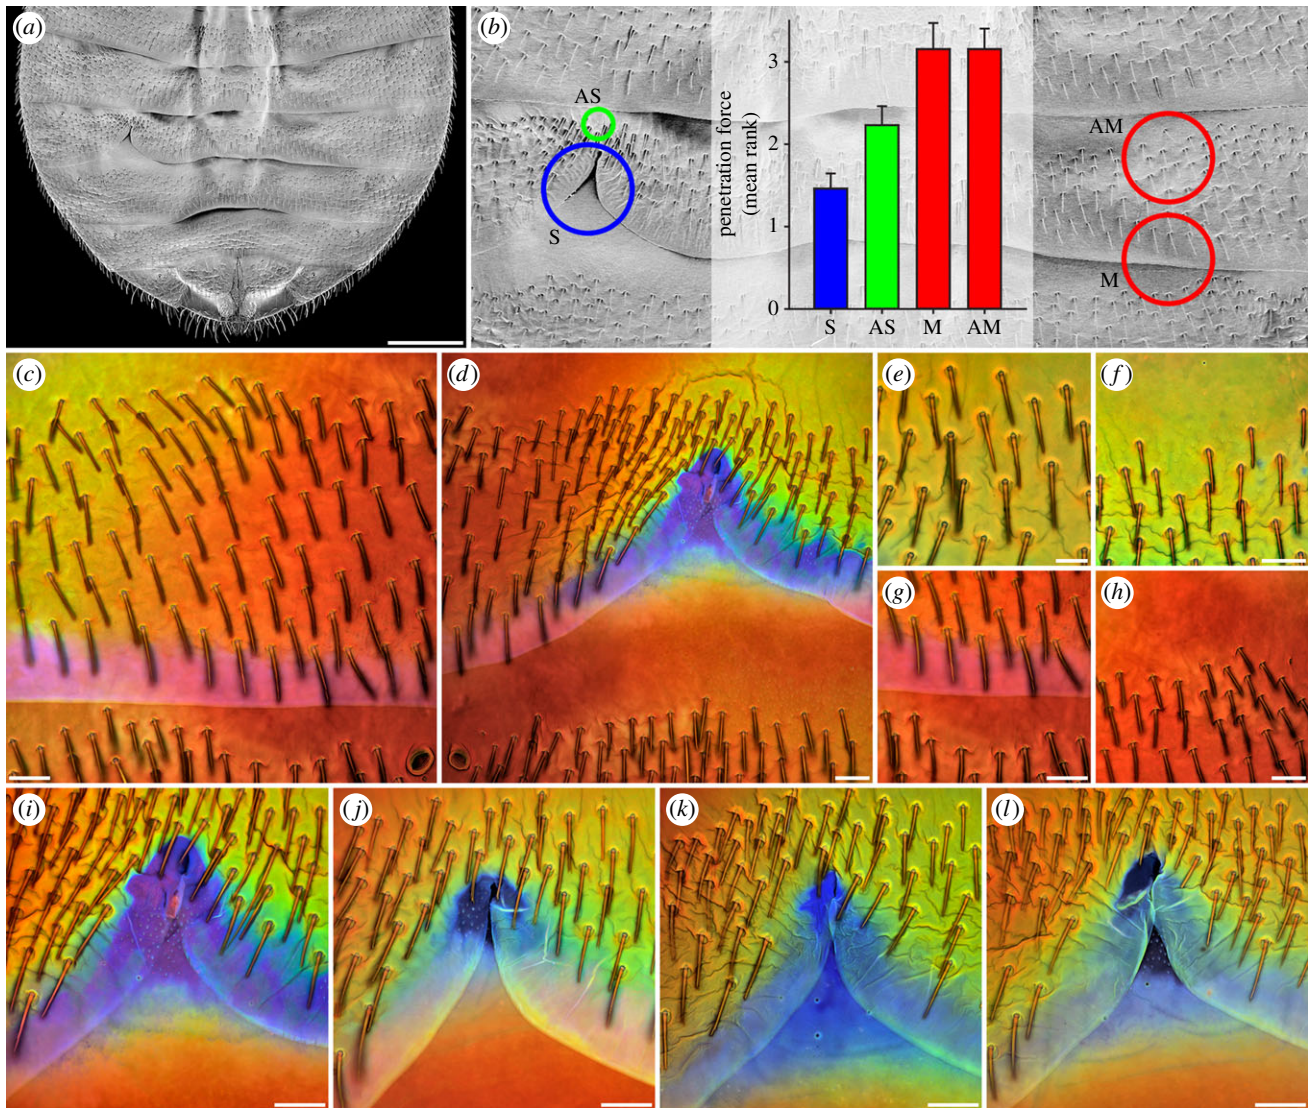 (a)
(b)
AS
S
penetration force
(mean rank)
3
2
1
0
S AS M AM
AM
M
(c)
(d)
(e)
(f)
(g)
(h)
(i)
(j)
(k)
(l)